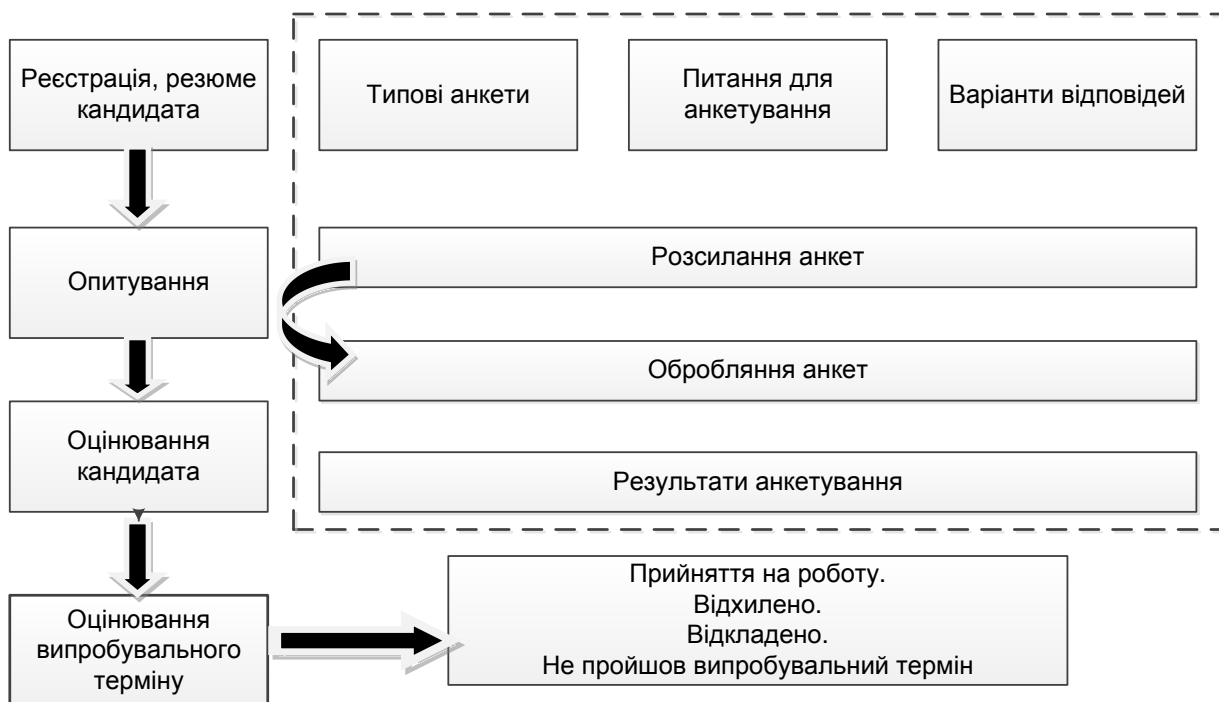 Реєстрація, резюме
кандидата
Типові анкети
Питання для
анкетування
Варіанти відповідей
Опитування
Розсилання анкет
Обробляння анкет
Оцінювання
кандидата
Результати анкетування
Оцінювання
випробувального
терміну
Прийняття на роботу.
Відхилено.
Відкладено.
Не пройшов випробувальний термін